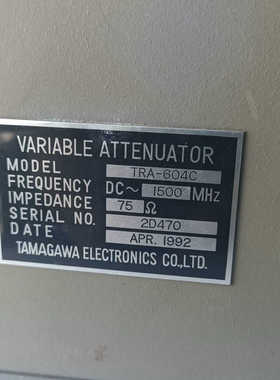 VARIABLE ATTENUATOR
MODEL TRA-604C
FREQUENCY DC～ 1500 MHz
IMPEDANCE 75 Ω
SERIAL NO. 2D470
DATE APR. 1992
TAMAGAWA ELECTRONICS CO.,LTD.